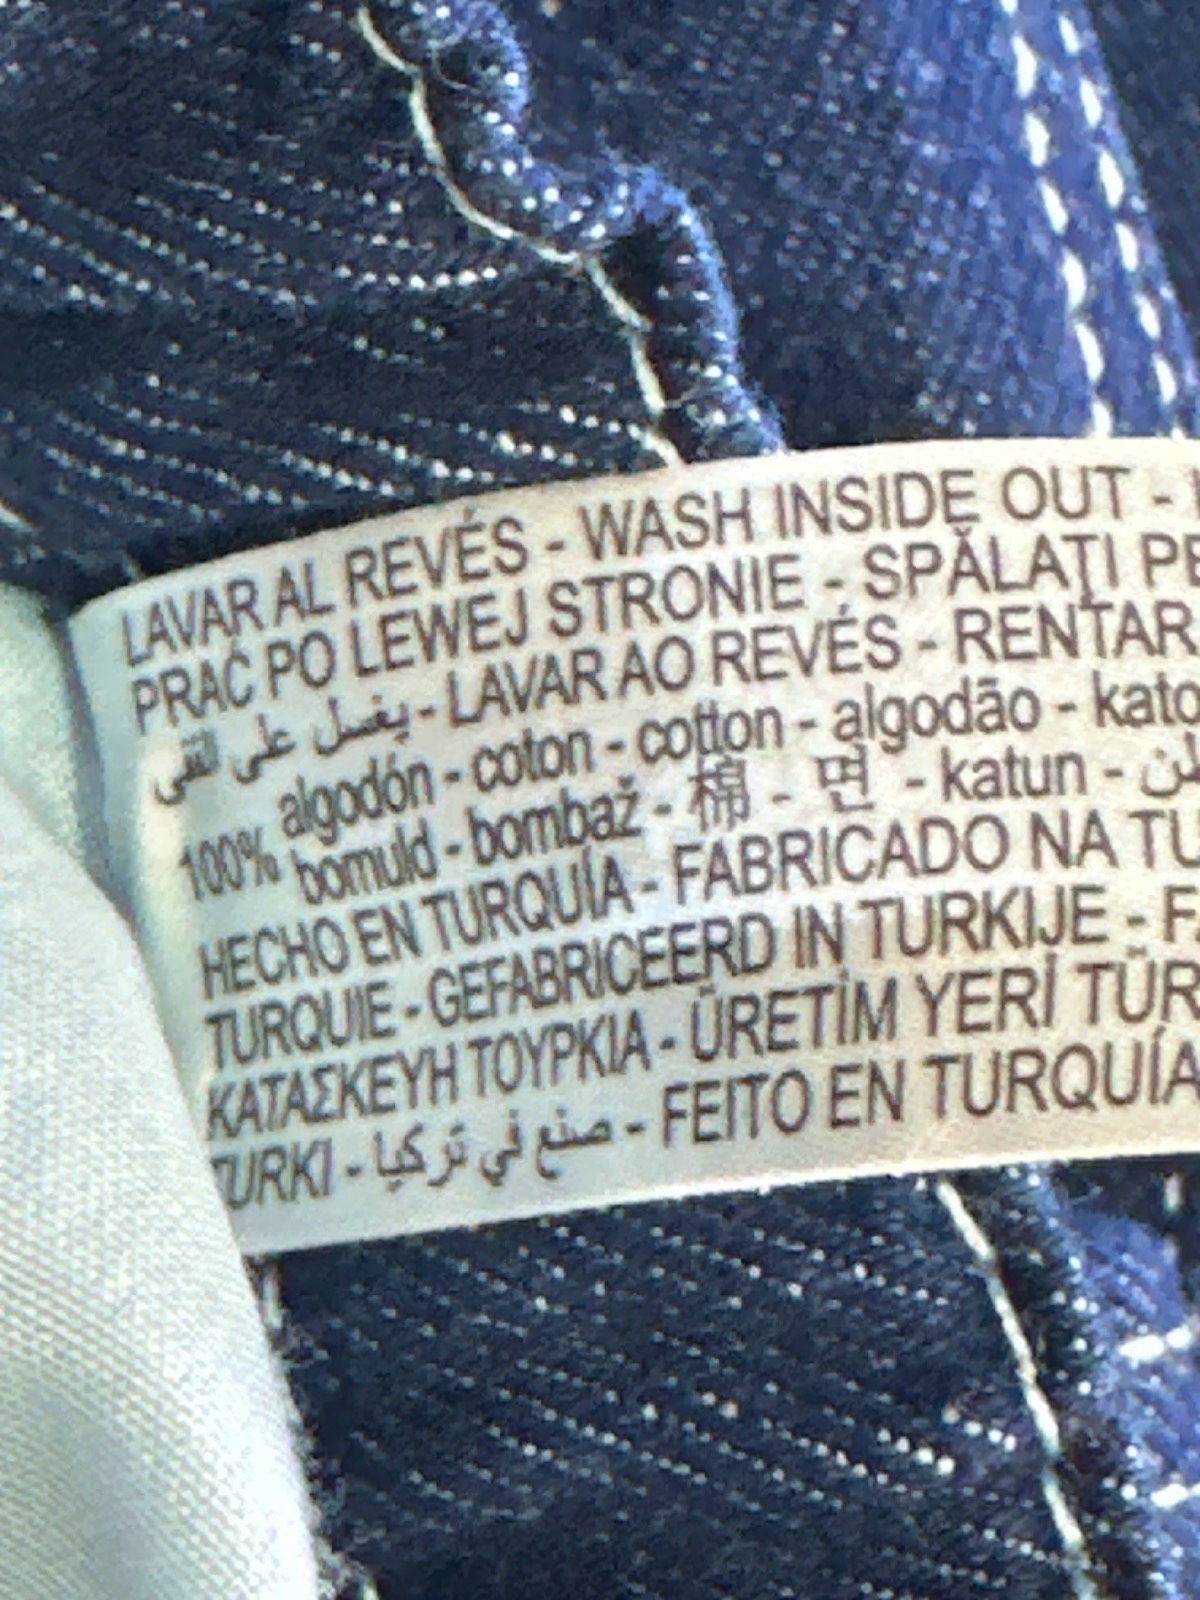 LAVAR AL REVÉS - WASH INSIDE OUT -
PRAĆ PO LEWEJ STRONIE - SPĂLAȚI PE
يغسل على القفى - LAVAR AO REVÉS - RENTAR
100% algodón - coton - cotton - algodão - kato
bomuld - bombaž - 棉 - 면 - katun -
HECHO EN TURQUÍA - FABRICADO NA TU
TURQUIE - GEFABRICEERD IN TURKIJE - F
ΚΑΤΑΣΚΕΥΗ ΤΟΥΡΚΙΑ - ÜRETİM YERİ TÜR
TURKI - صنع في تركيا - FEITO EN TURQUÍA